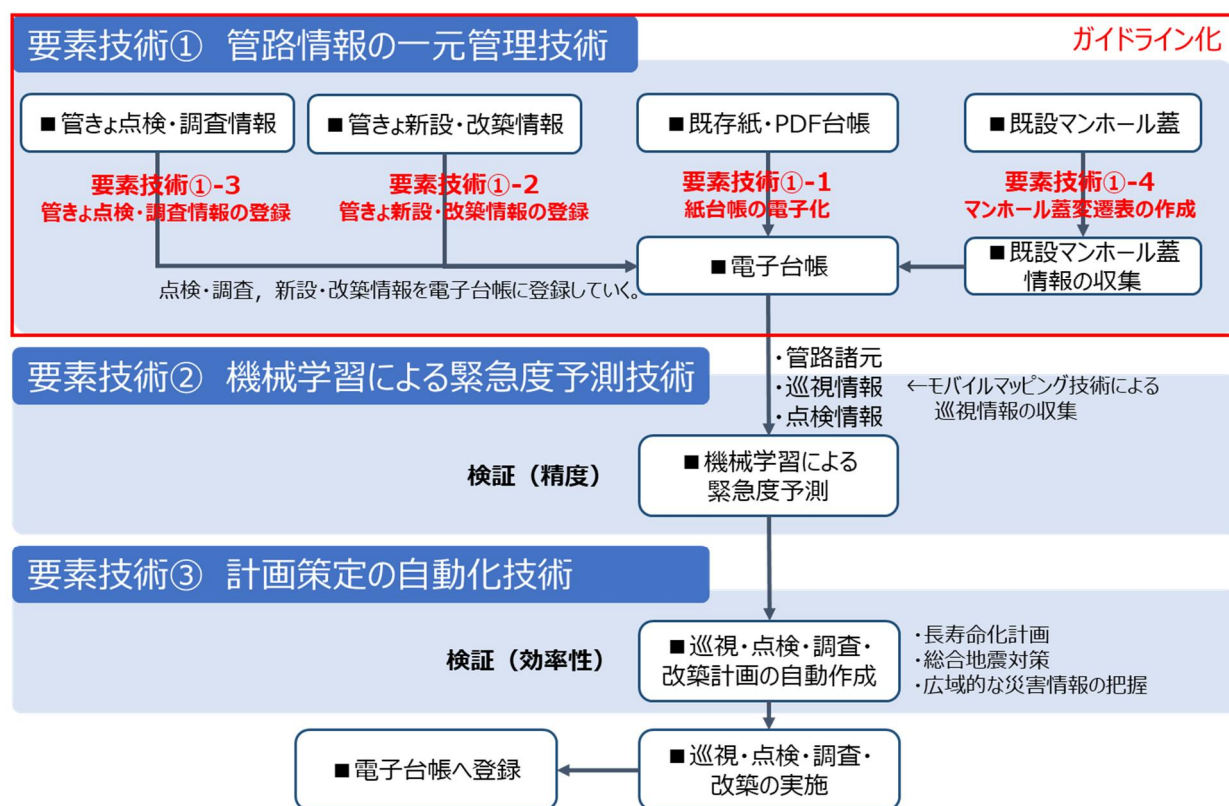 要素技術① 管路情報の一元管理技術
ガイドライン化
■管きょ点検・調査情報
■管きょ新設・改築情報
■既存紙・PDF台帳
■既設マンホール蓋
要素技術①-3
管きょ点検・調査情報の登録
要素技術①-2
管きょ新設・改築情報の登録
要素技術①-1
紙台帳の電子化
要素技術①-4
マンホール蓋変遷表の作成
■電子台帳
■既設マンホール蓋
情報の収集
点検・調査，新設・改築情報を電子台帳に登録していく。
要素技術② 機械学習による緊急度予測技術
・管路諸元
・巡視情報
・点検情報
←モバイルマッピング技術による
巡視情報の収集
検証（精度）
■機械学習による
緊急度予測
要素技術③ 計画策定の自動化技術
検証（効率性）
■巡視・点検・調査・
改築計画の自動作成
・長寿命化計画
・総合地震対策
・広域的な災害情報の把握
■電子台帳へ登録
■巡視・点検・調査・
改築の実施